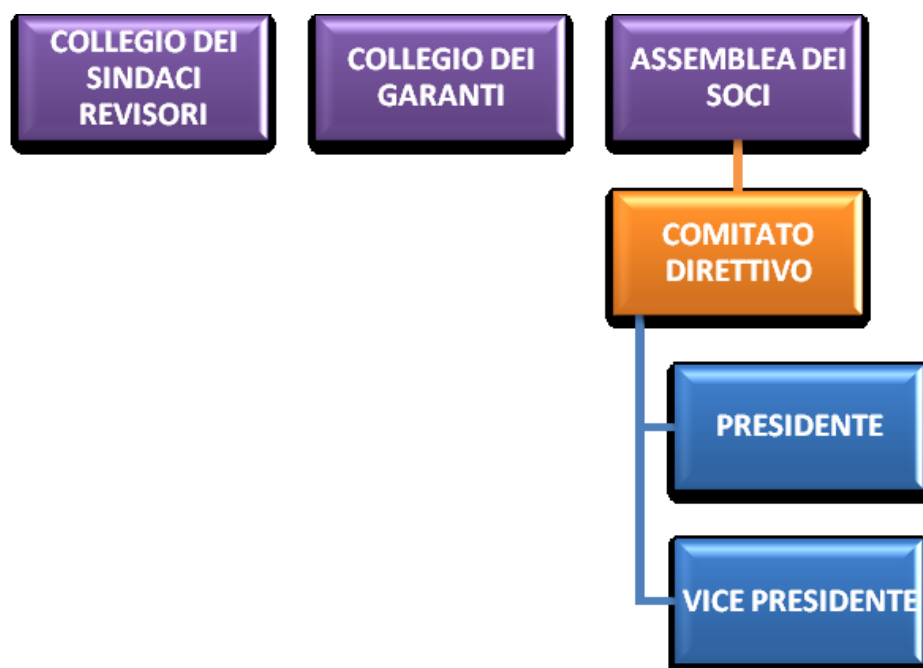 COLLEGIO DEI
SINDACI
REVISORI
COLLEGIO DEI
GARANTI
ASSEMBLEA DEI
SOCI
COMITATO
DIRETTIVO
PRESIDENTE
VICE PRESIDENTE